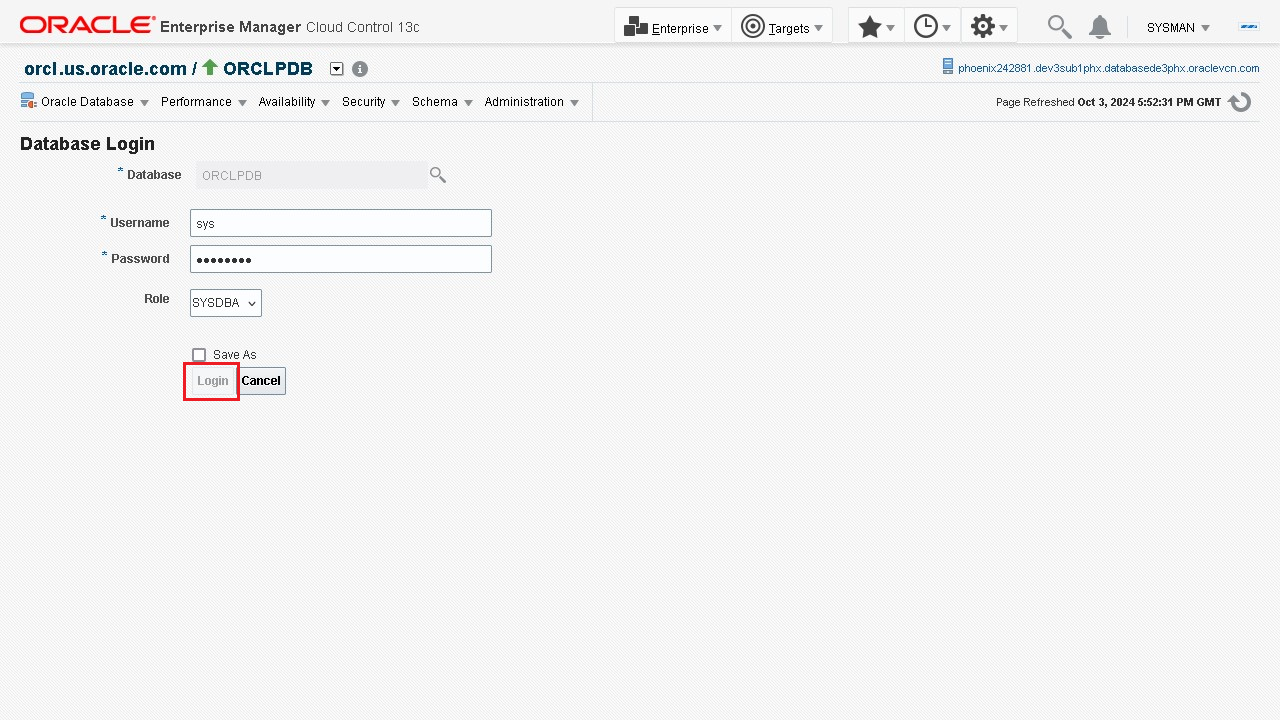 ORACLE Enterprise Manager Cloud Control 13c Enterprise Targets SYSMAN
orcl.us.oracle.com / ORCLPDB phoenix242881.dev3sub1phx.databasede3phx.oraclevcn.com
Oracle Database Performance Availability Security Schema Administration Page Refreshed Oct 3, 2024 5:52:31 PM GMT
Database Login
* Database ORCLPDB
* Username sys
* Password ••••••••
Role SYSDBA
Save As
Login Cancel